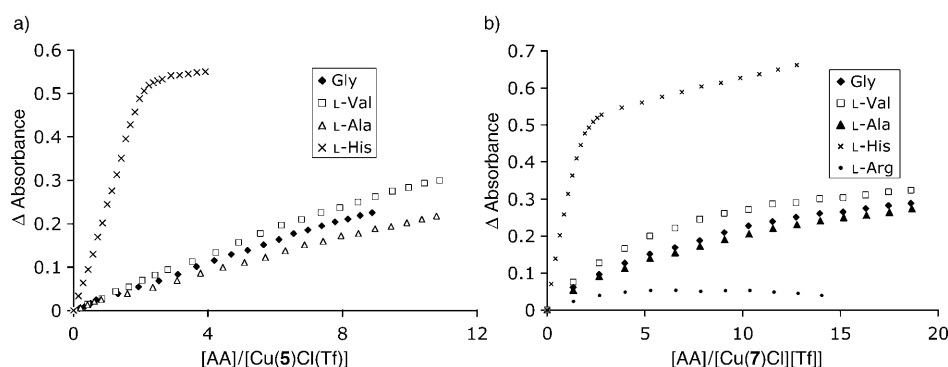 a)
0.6
0.5
0.4
0.3
0.2
0.1
0
Δ Absorbance
Gly
L-Val
L-Ala
L-His
0
4
8
12
[AA]/[Cu(5)Cl(Tf)]
b)
0.7
0.6
0.5
0.4
0.3
0.2
0.1
0
Δ Absorbance
Gly
L-Val
L-Ala
L-His
L-Arg
0
5
10
15
20
[AA]/[Cu(7)Cl][Tf]]